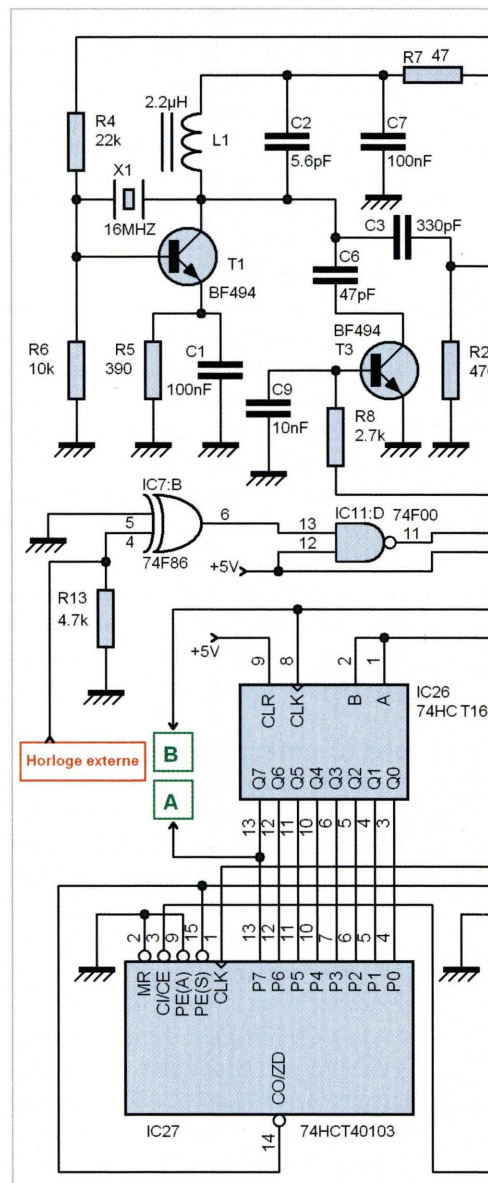 R7 47
R4
22k
2.2µH
L1
C2
5.6pF
C7
100nF
X1
16MHZ
C3
330pF
T1
BF494
C6
47pF
R6
10k
R5
390
C1
100nF
BF494
T3
C9
10nF
R8
2.7k
IC7:B
5
4
6
74F86
IC11:D
74F00
13
12
11
+5V
R13
4.7k
+5V
9
8
2
1
CLR
CLK
B
A
IC26
Horloge externe
B
A
Q7
Q6
Q5
Q4
Q3
Q2
Q1
Q0
13
12
11
10
6
5
4
3
2
3
9
15
1
13
12
11
10
7
6
5
4
MR
CI/CE
PE(A)
PE(S)
CLK
P7
P6
P5
P4
P3
P2
P1
P0
CO/ZD
IC27
14
74HCT40103